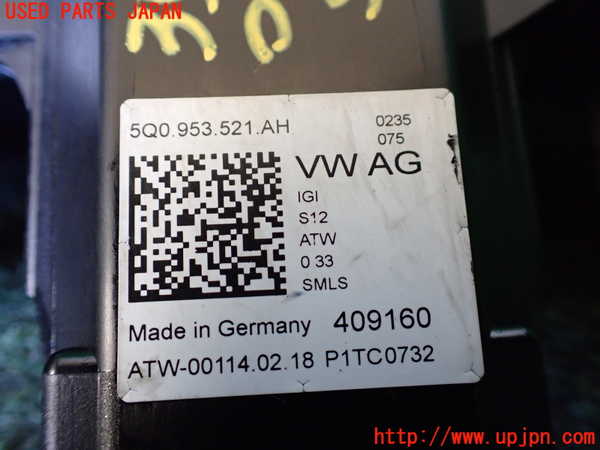 USED PARTS JAPAN
5Q0.953.521.AH
0235
075
VW AG
IGI
S12
ATW
0 33
SMLS
Made in Germany 409160
ATW-00114.02.18 P1TC0732
http://www.upjpn.com/